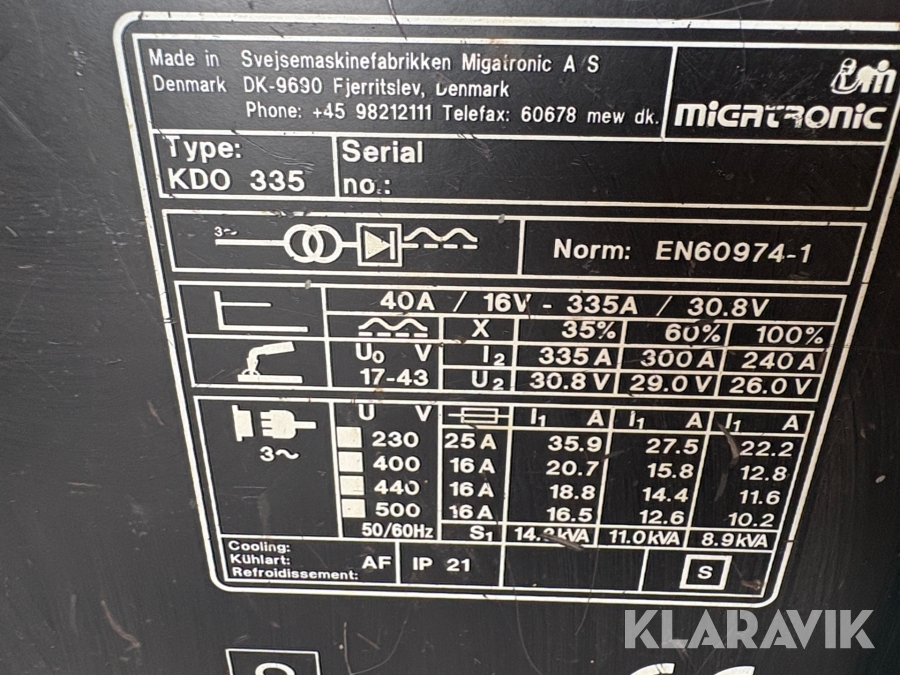 Made in Svejsemaskinefabrikken Migatronic A S
Denmark DK-9690 Fjerritslev, Denmark
Phone: +45 98212111 Telefax: 60678 mew dk.
MIGATRONIC
Type: Serial
KDO 335 no.:
3~
Norm: EN60974-1
40A / 16V - 335A / 30.8V
X 35% 60% 100%
U₀ V I₂ 335 A 300 A 240 A
17-43 U₂ 30.8 V 29.0 V 26.0 V
U V I₁ A I₁ A I₁ A
230 25 A 35.9 27.5 22.2
3~
400 16 A 20.7 15.8 12.8
440 16 A 18.8 14.4 11.6
500 16 A 16.5 12.6 10.2
50/60Hz S₁ 11.0kVA 8.9kVA
Cooling:
Kühlart: AF IP 21 S
Refroidissement:
KLARAVIK